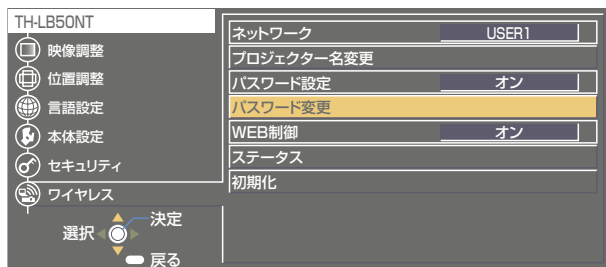 TH-LB50NT
映像調整
位置調整
言語設定
本体設定
セキュリティ
ワイヤレス
選択
決定
戻る
ネットワーク USER1
プロジェクター名変更
パスワード設定 オン
パスワード変更
WEB制御 オン
ステータス
初期化